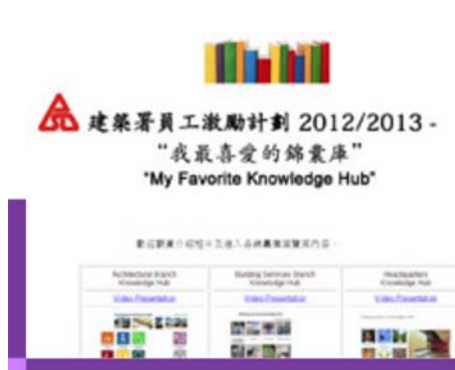 建築署員工激勵計劃 2012/2013 -
“我最喜愛的錦囊庫”
"My Favorite Knowledge Hub"
Architectural Branch
Knowledge Hub
Building Services Branch
Knowledge Hub
Headquarters
Knowledge Hub
Video Presentation
Video Presentation
Video Presentation